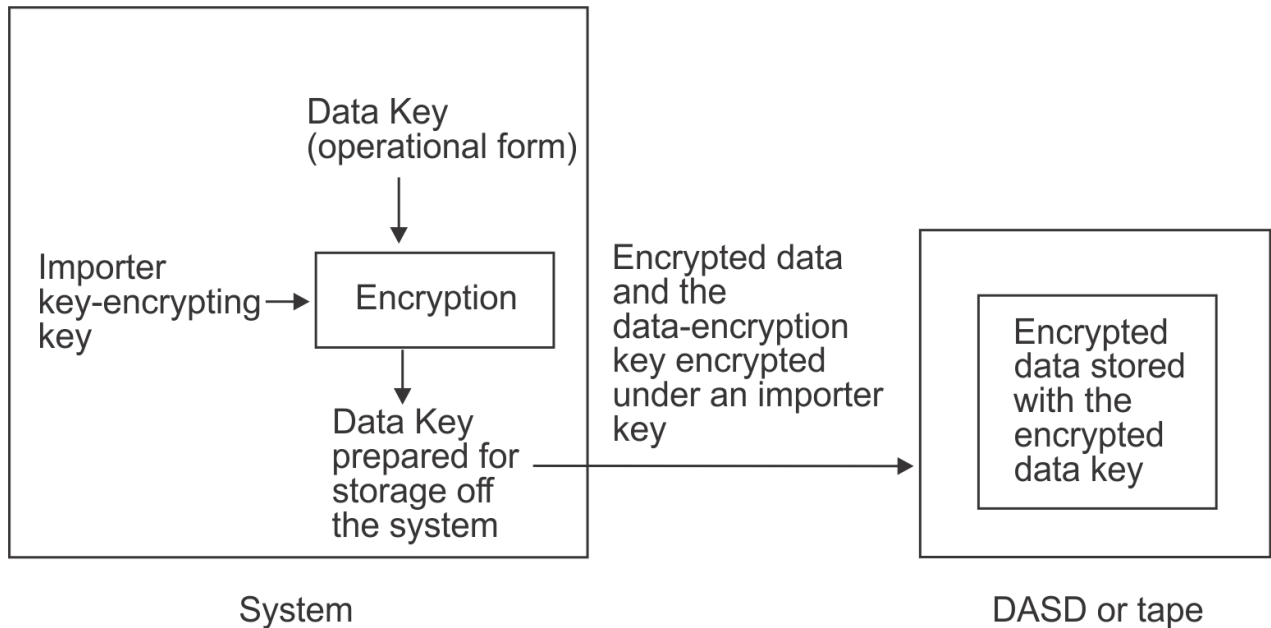 Data Key
(operational form)
Importer
key-encrypting
key
Encryption
Data Key
prepared for
storage off
the system
Encrypted data
and the
data-encryption
key encrypted
under an importer
key
Encrypted
data stored
with the
encrypted
data key
System
DASD or tape